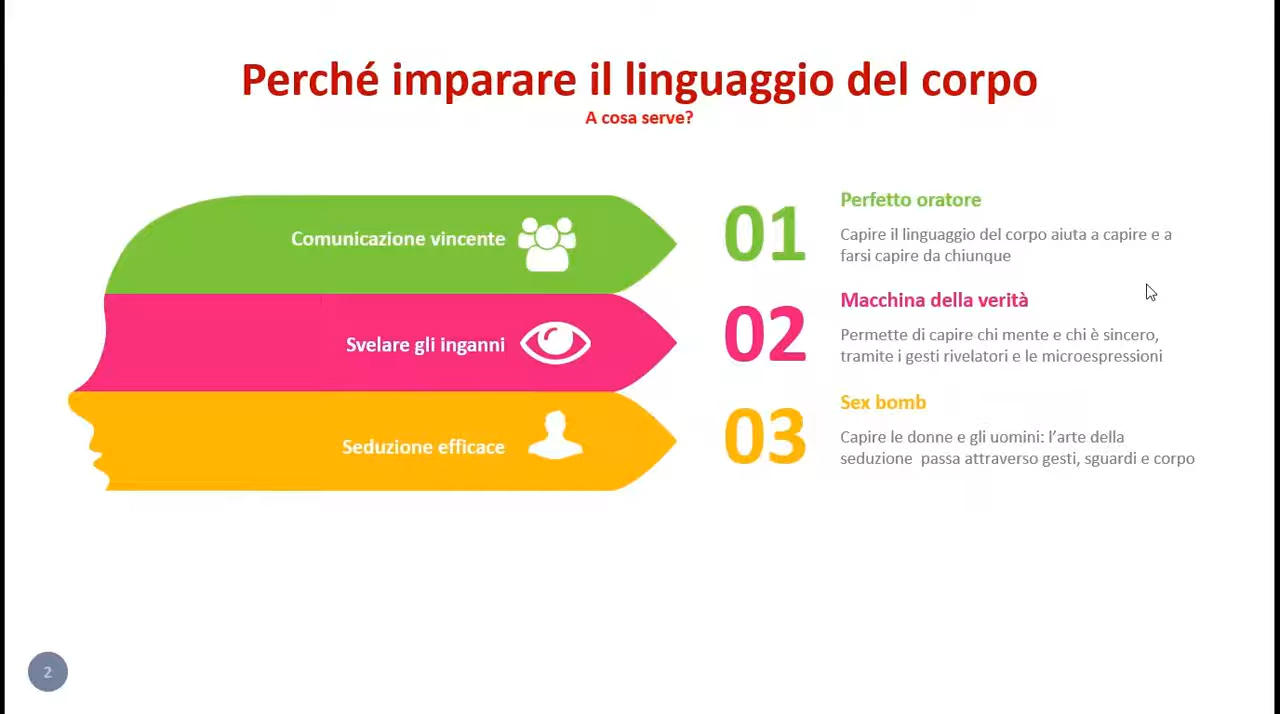 Perché imparare il linguaggio del corpo
A cosa serve?
Comunicazione vincente
01
Perfetto oratore
Capire il linguaggio del corpo aiuta a capire e a
farsi capire da chiunque
Svelare gli inganni
02
Macchina della verità
Permette di capire chi mente e chi è sincero,
tramite i gesti rivelatori e le microespressioni
Seduzione efficace
03
Sex bomb
Capire le donne e gli uomini: l’arte della
seduzione  passa attraverso gesti, sguardi e corpo
2